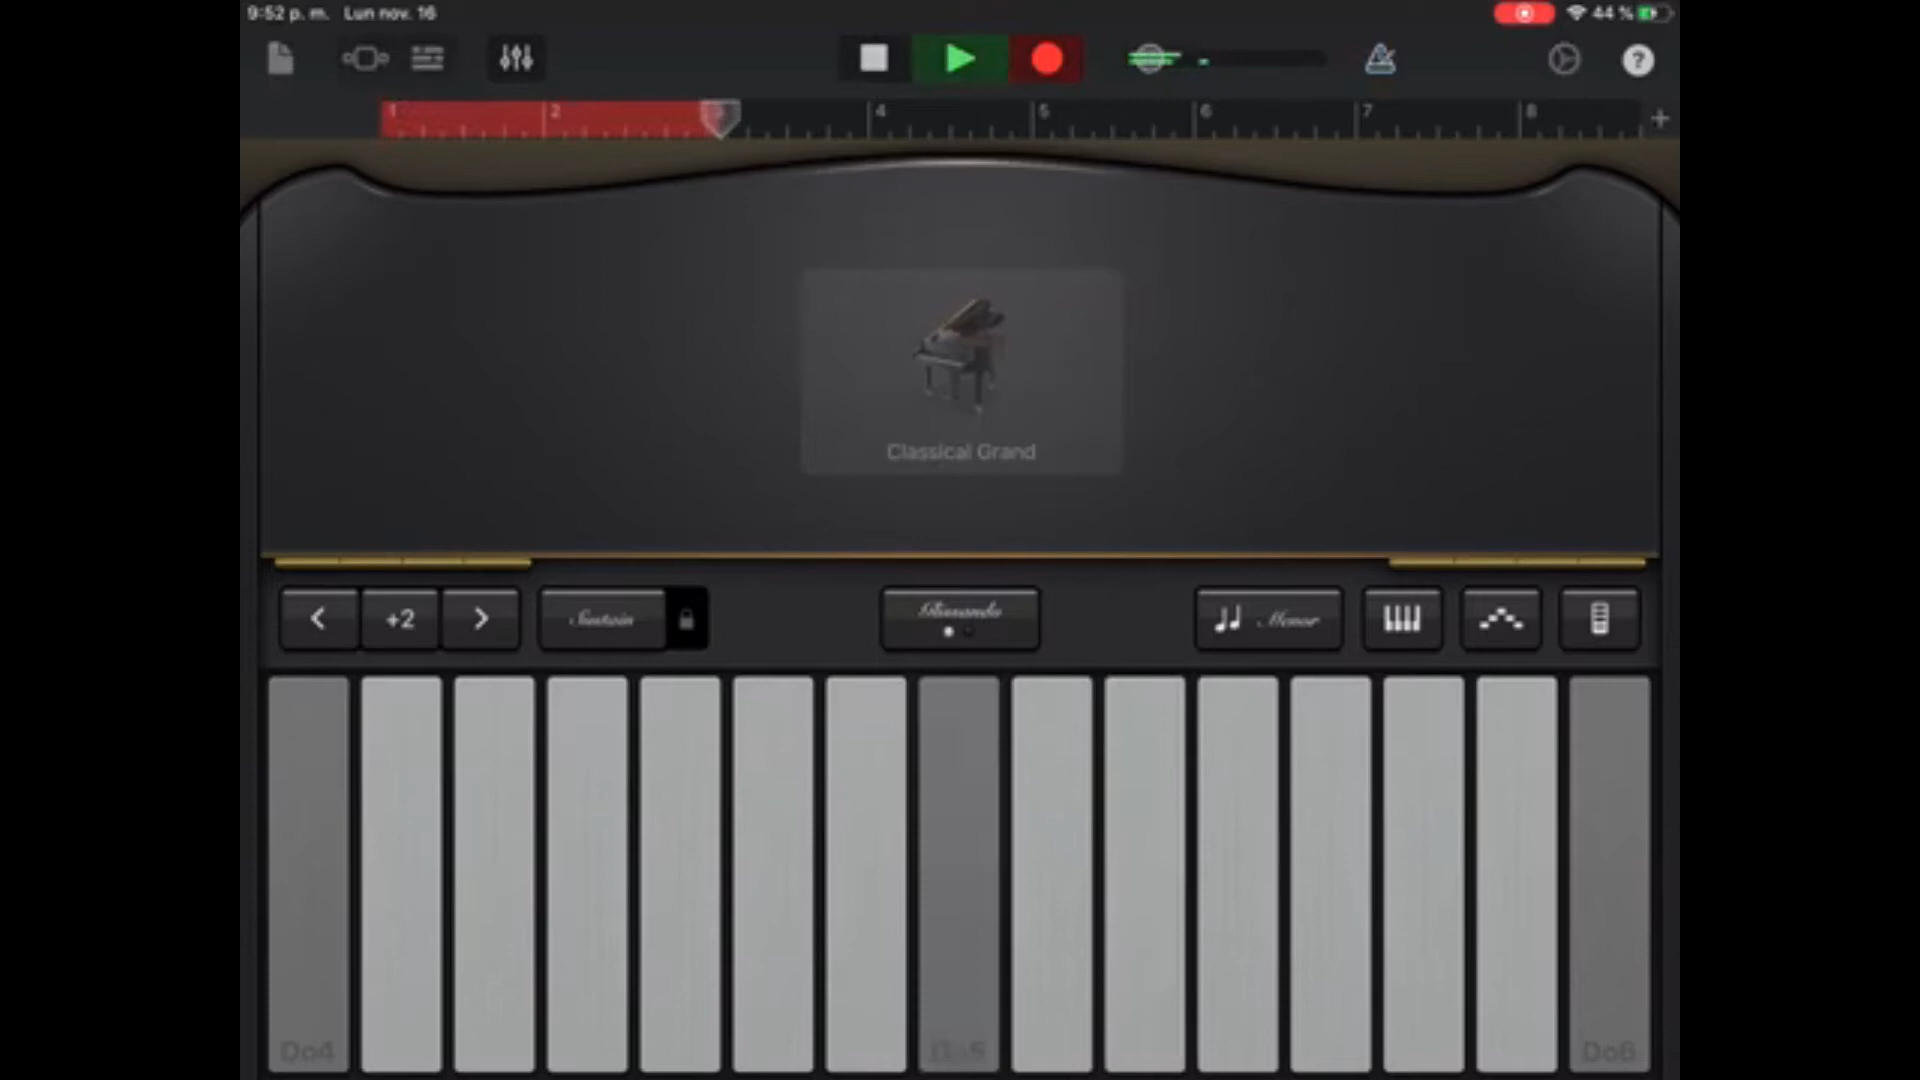 9:52 p. m. Lun nov. 16
44 %
?
1 2 3 4 5 6 7 8 +
Classical Grand
+2
Sustain
Glissando
Menor
Do4
Do5
Do6